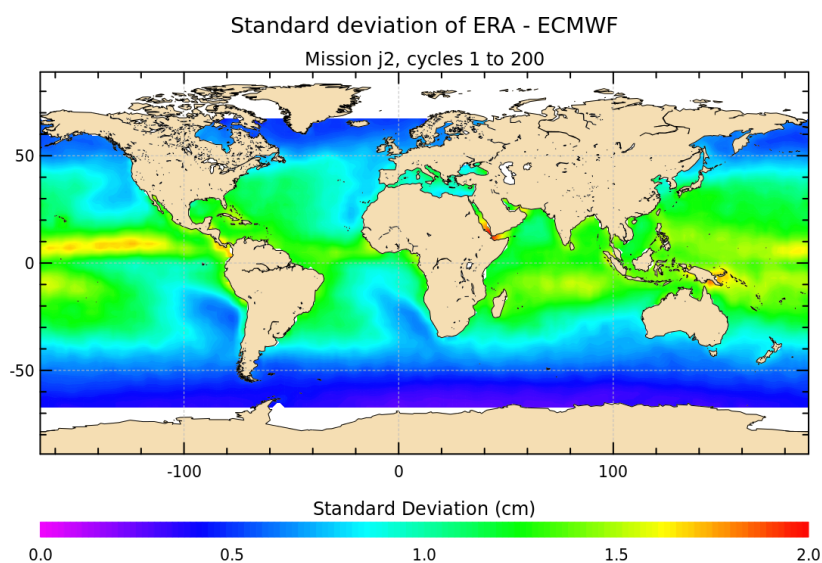 Standard deviation of ERA - ECMWF
Mission j2, cycles 1 to 200
50
0
-50
-100 0 100
Standard Deviation (cm)
0.0 0.5 1.0 1.5 2.0